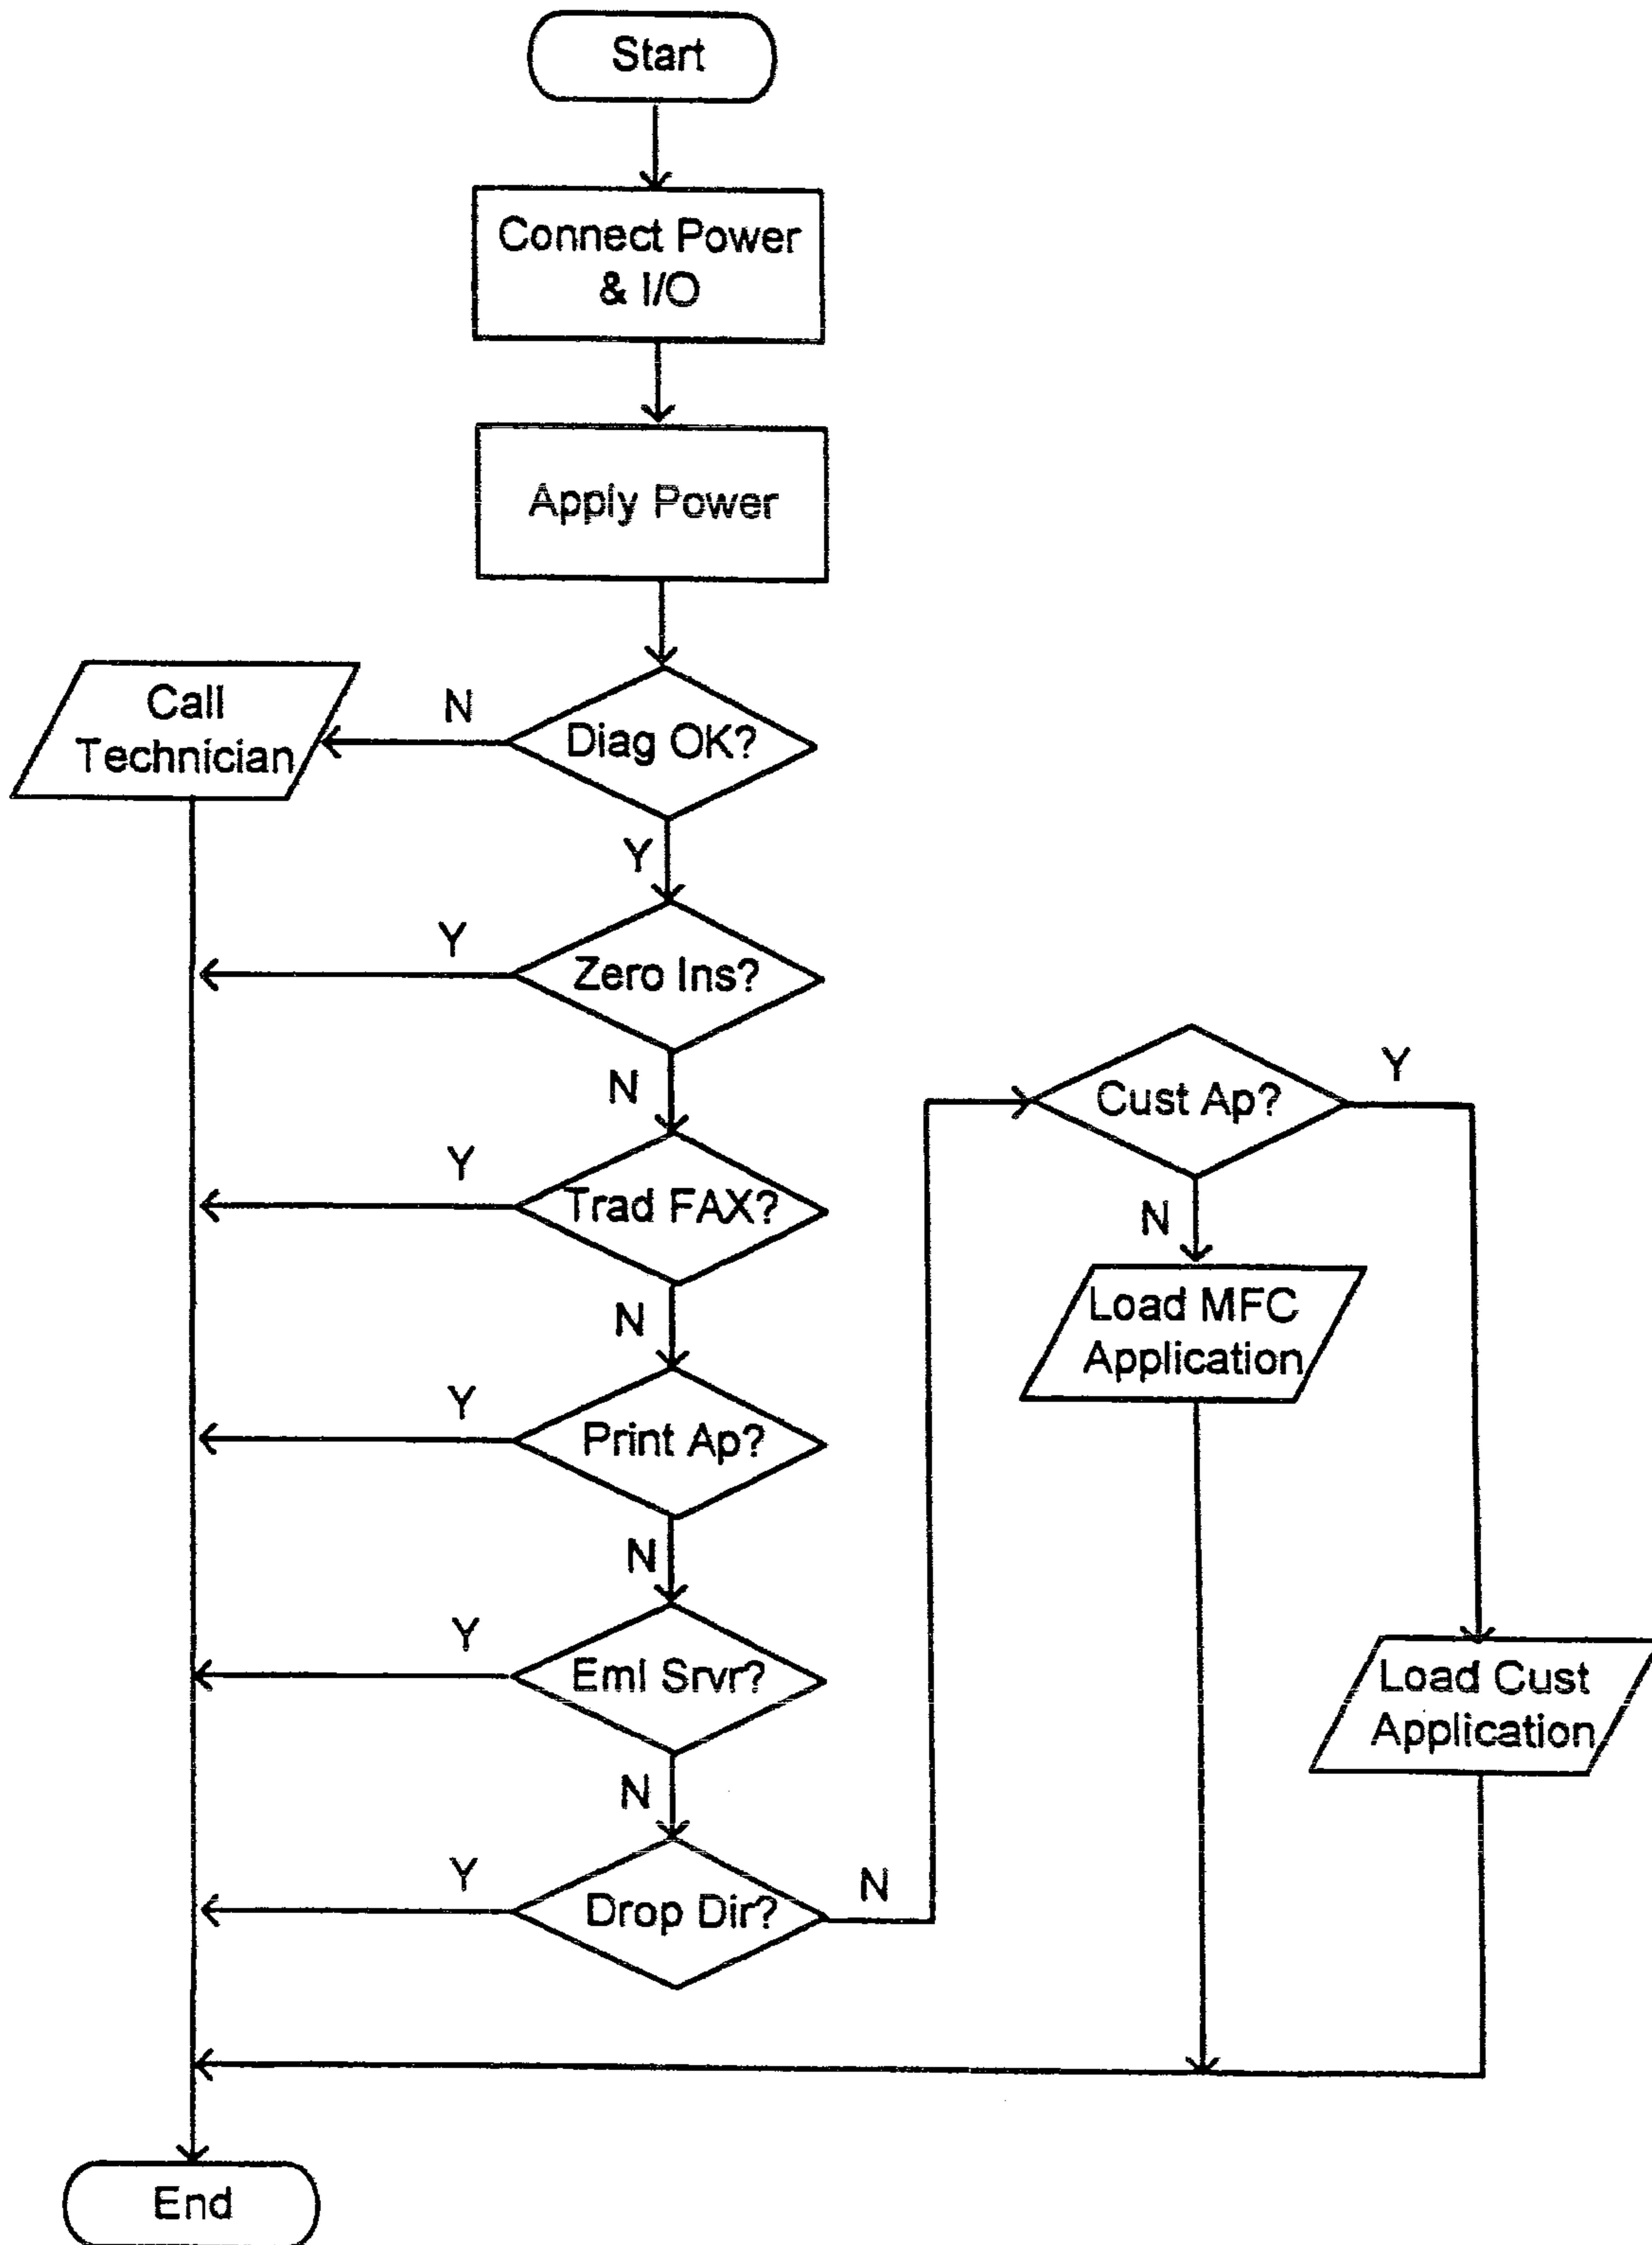 Start
Connect Power
& I/O
Apply Power
Call
Technician
N
Diag OK?
Y
Y
Zero Ins?
N
Y
Trad FAX?
N
Y
Print Ap?
N
Y
Eml Srvr?
N
Y
Drop Dir?
N
Cust Ap?
Y
N
Load MFC
Application
Load Cust
Application
End